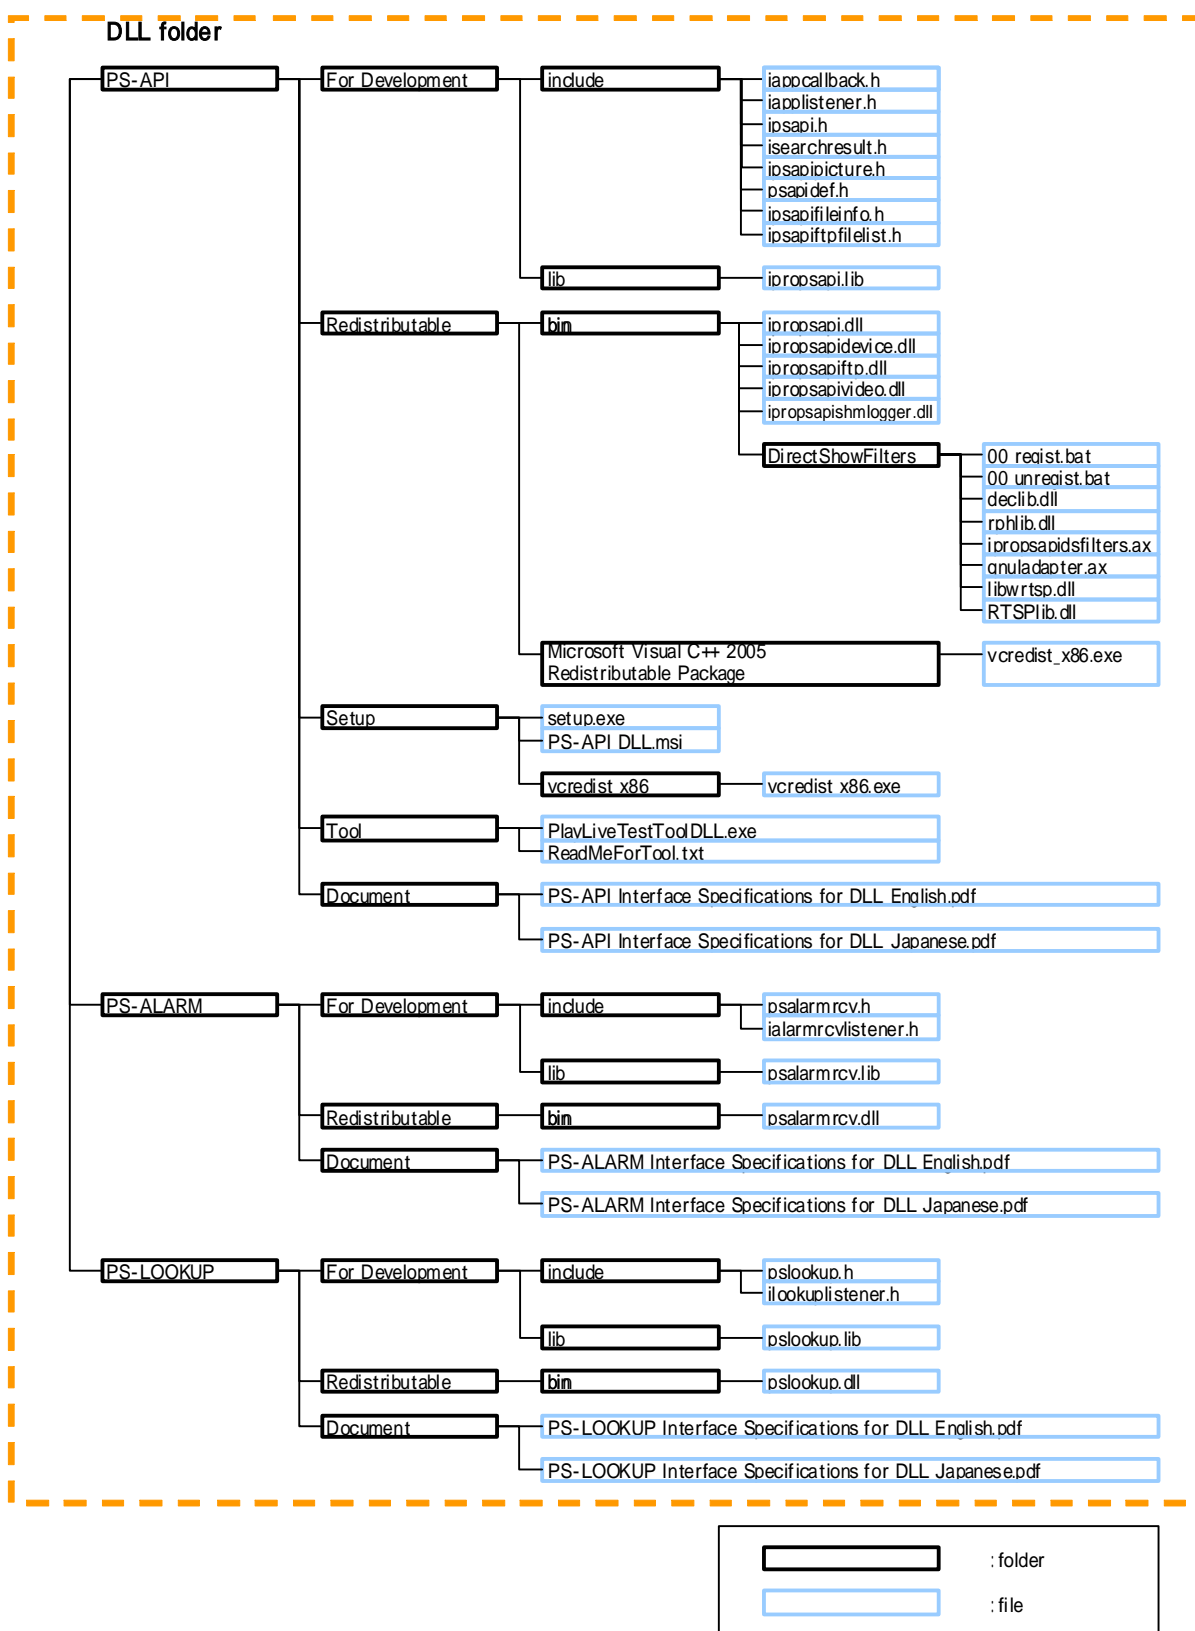 DLL folder
PS-API
For Development
include
iappcallback.h
iapplistener.h
ipsapi.h
isearchresult.h
ipsapipicture.h
psapidef.h
ipsapifileinfo.h
ipsapiftpfilelist.h
lib
ipropsapi.lib
Redistributable
bin
ipropsapi.dll
ipropsapidevice.dll
ipropsapiftp.dll
ipropsapivideo.dll
ipropsapishmlogger.dll
DirectShowFilters
00_regist.bat
00_unregist.bat
declib.dll
rphlib.dll
ipropsapidsfilters.ax
gnuladapter.ax
libwrtsp.dll
RTSPlib.dll
Microsoft Visual C++ 2005
Redistributable Package
vcredist_x86.exe
Setup
setup.exe
PS-API_DLL.msi
vcredist_x86
vcredist_x86.exe
Tool
PlayLiveTestToolDLL.exe
ReadMeForTool.txt
Document
PS-API Interface Specifications for DLL English.pdf
PS-API Interface Specifications for DLL Japanese.pdf
PS-ALARM
For Development
include
psalarmrcv.h
ialarmrcvlistener.h
lib
psalarmrcv.lib
Redistributable
bin
psalarmrcv.dll
Document
PS-ALARM Interface Specifications for DLL English.pdf
PS-ALARM Interface Specifications for DLL Japanese.pdf
PS-LOOKUP
For Development
include
pslookup.h
ilookuplistener.h
lib
pslookup.lib
Redistributable
bin
pslookup.dll
Document
PS-LOOKUP Interface Specifications for DLL English.pdf
PS-LOOKUP Interface Specifications for DLL Japanese.pdf
: folder
: file